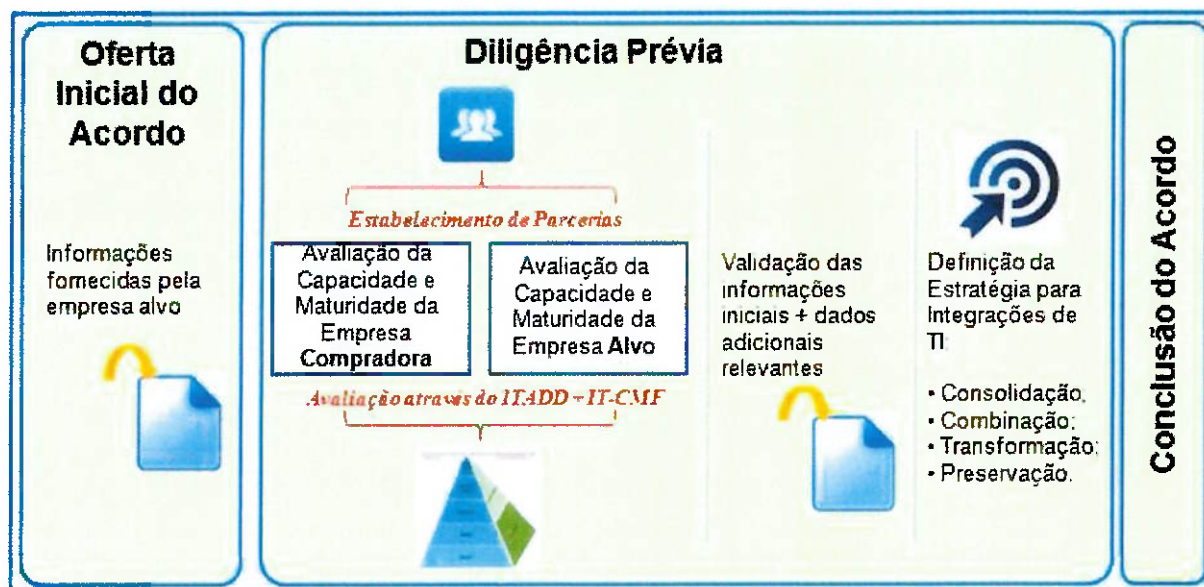 Oferta
Inicial do
Acordo
Informações
fornecidas pela
empresa alvo
Diligência Prévia
Estabelecimento de Parcerias
Avaliação da
Capacidade e
Maturidade da
Empresa
Compradora
Avaliação da
Capacidade e
Maturidade da
Empresa Alvo
Avaliação através do ITADD + IT-CMF
Validação das
informações
iniciais + dados
adicionais
relevantes
Definição da
Estratégia para
Integrações de
TI:
• Consolidação;
• Combinação;
• Transformação;
• Preservação.
Conclusão do Acordo